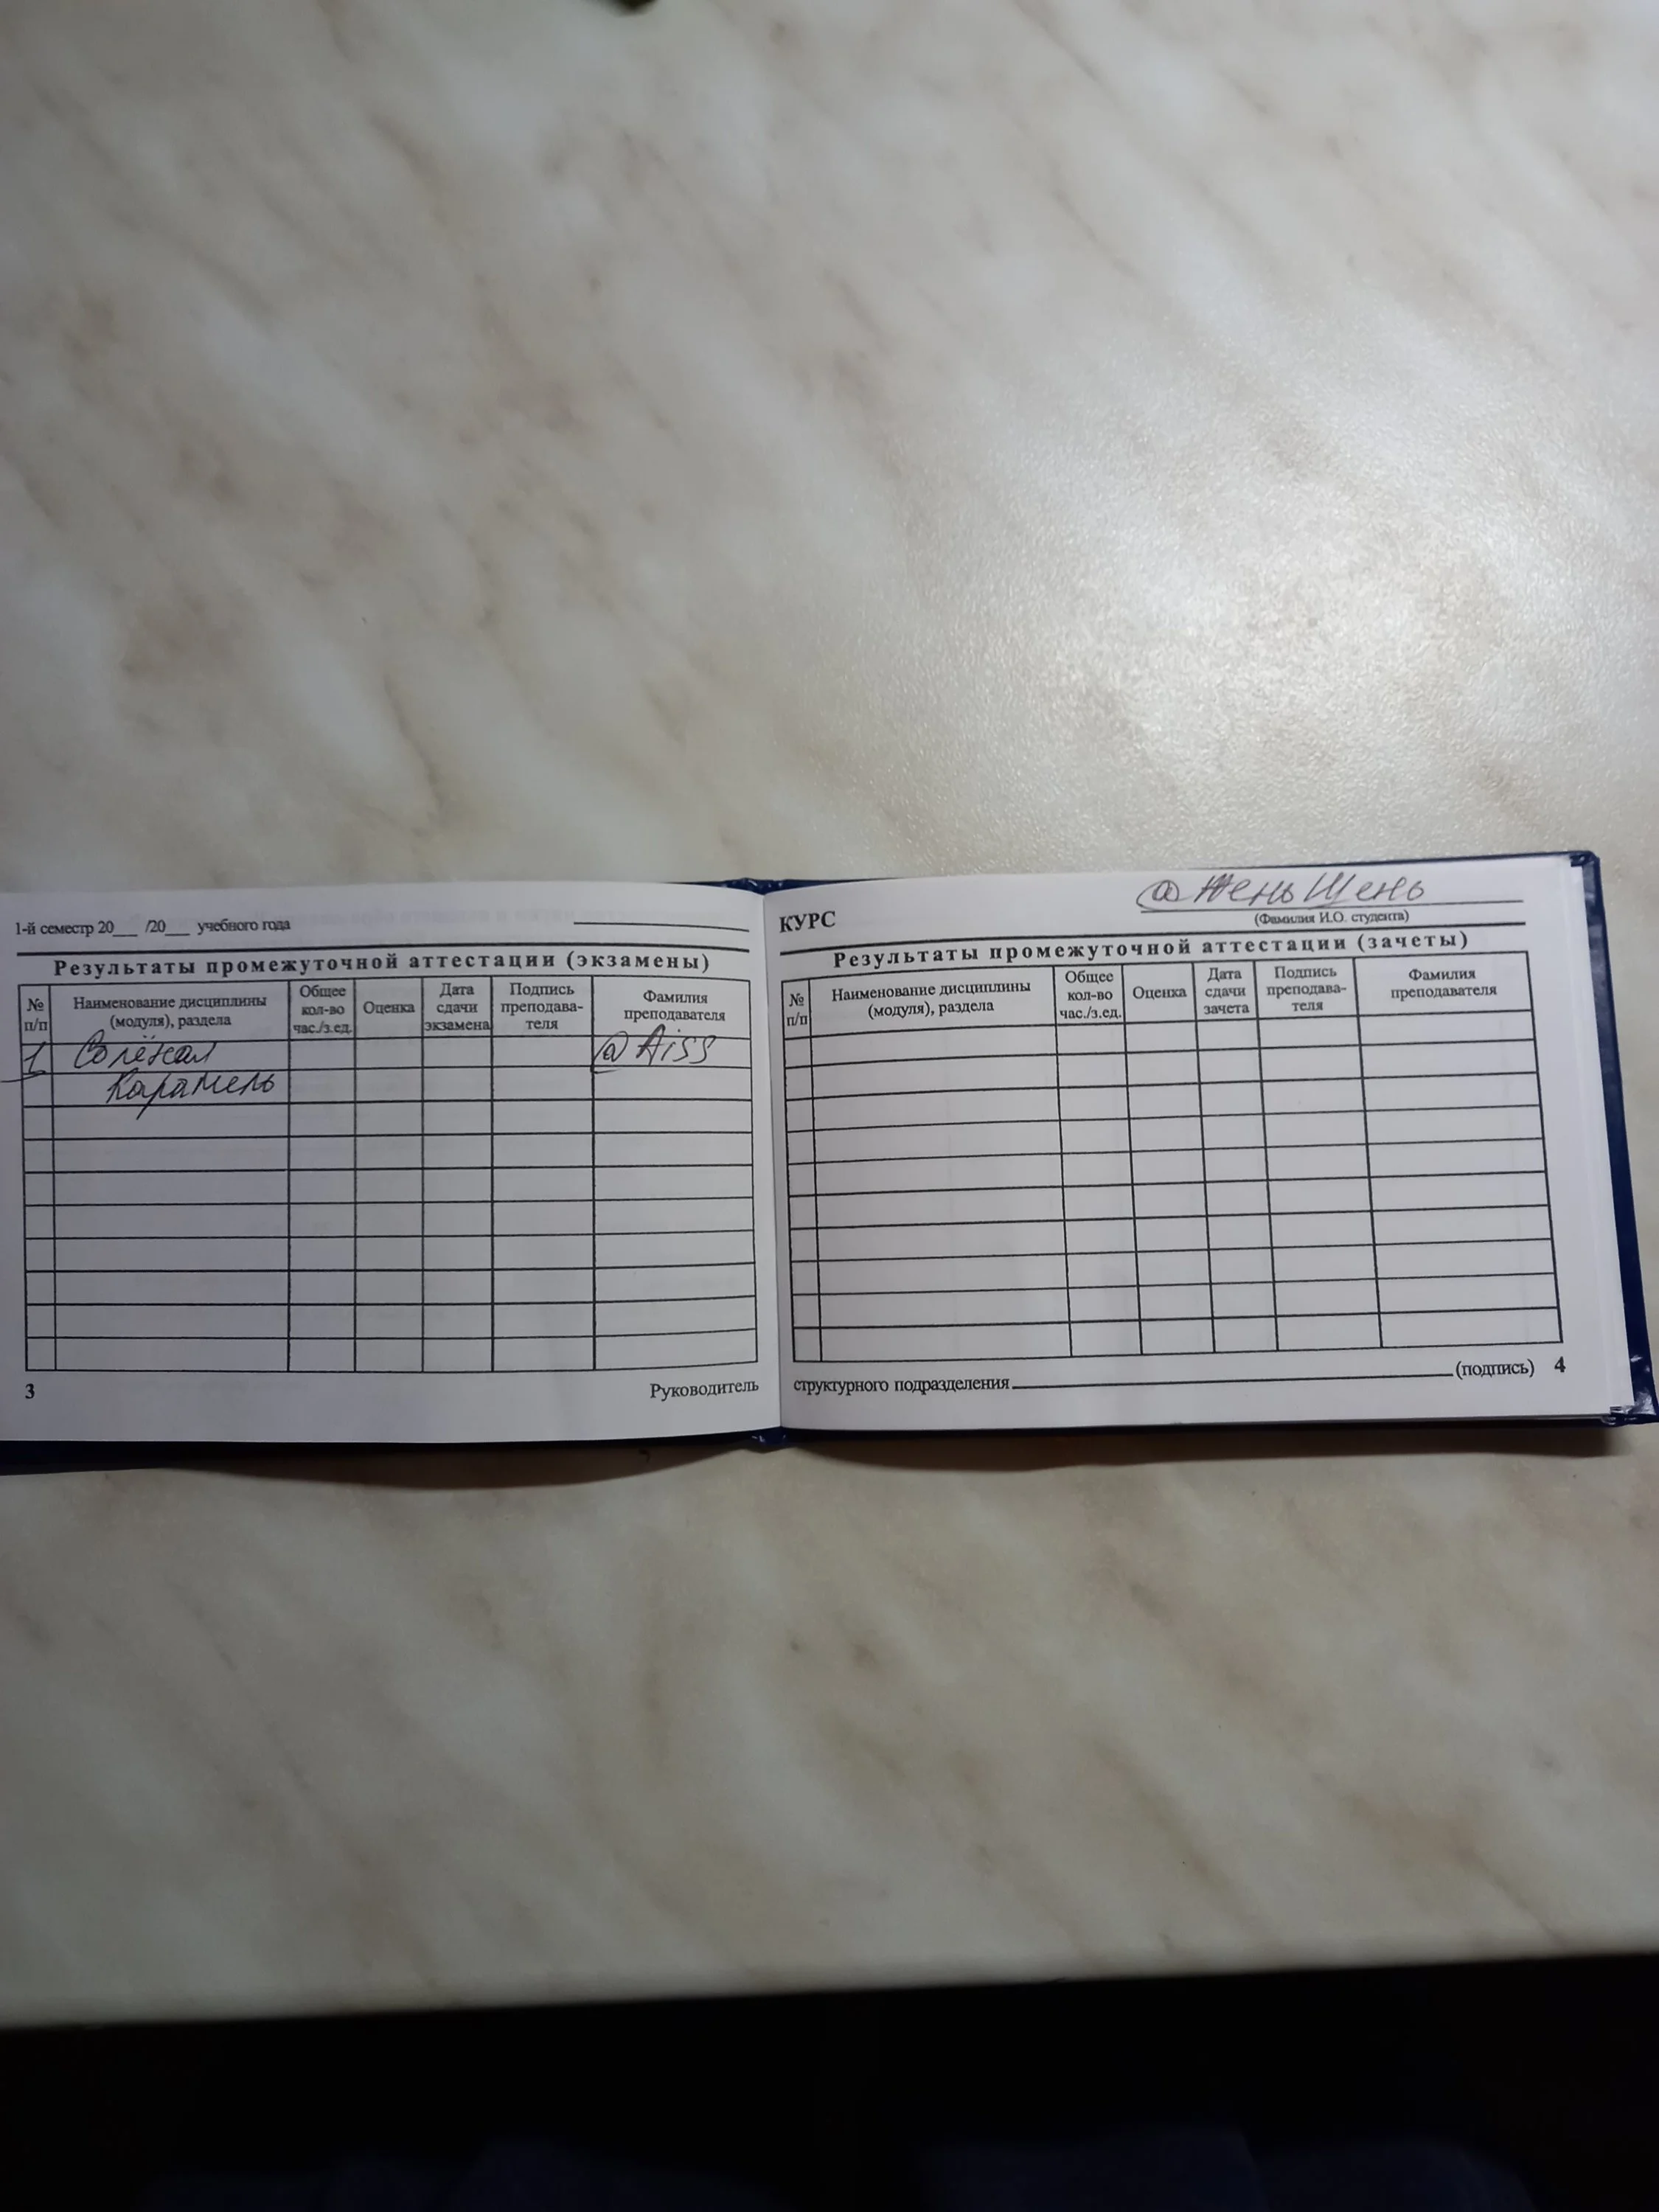 1-й семестр 20___ /20___ учебного года
Результаты промежуточной аттестации (экзамены)
№ п/п Наименование дисциплины (модуля), раздела Общее кол-во час./з.ед. Оценка Дата сдачи экзамена Подпись преподава-теля Фамилия преподавателя
1 Солёная @Aiss
Карамель
3 Руководитель
КУРС @ЖеньШень
(Фамилия И.О. студента)
Результаты промежуточной аттестации (зачеты)
№ п/п Наименование дисциплины (модуля), раздела Общее кол-во час./з.ед. Оценка Дата сдачи зачета Подпись преподава-теля Фамилия преподавателя
структурного подразделения (подпись) 4